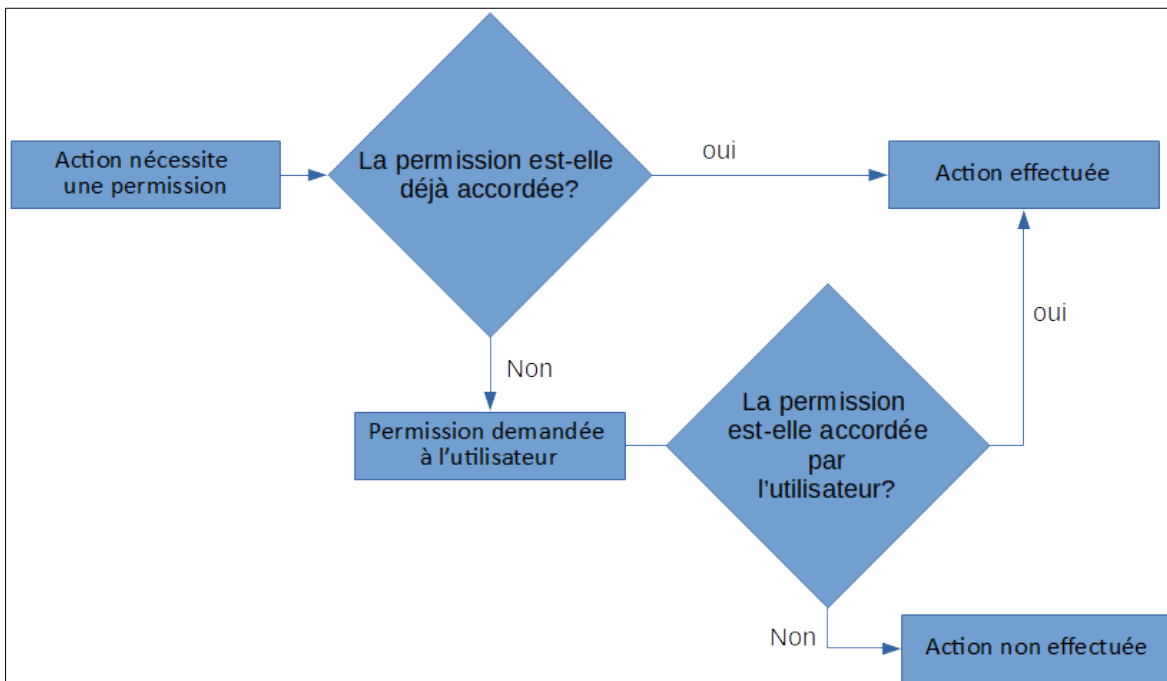 Action nécessite
une permission
La permission est-elle
déjà accordée?
oui
Action effectuée
Non
Permission demandée
à l’utilisateur
La permission
est-elle accordée
par
l’utilisateur?
oui
Non
Action non effectuée